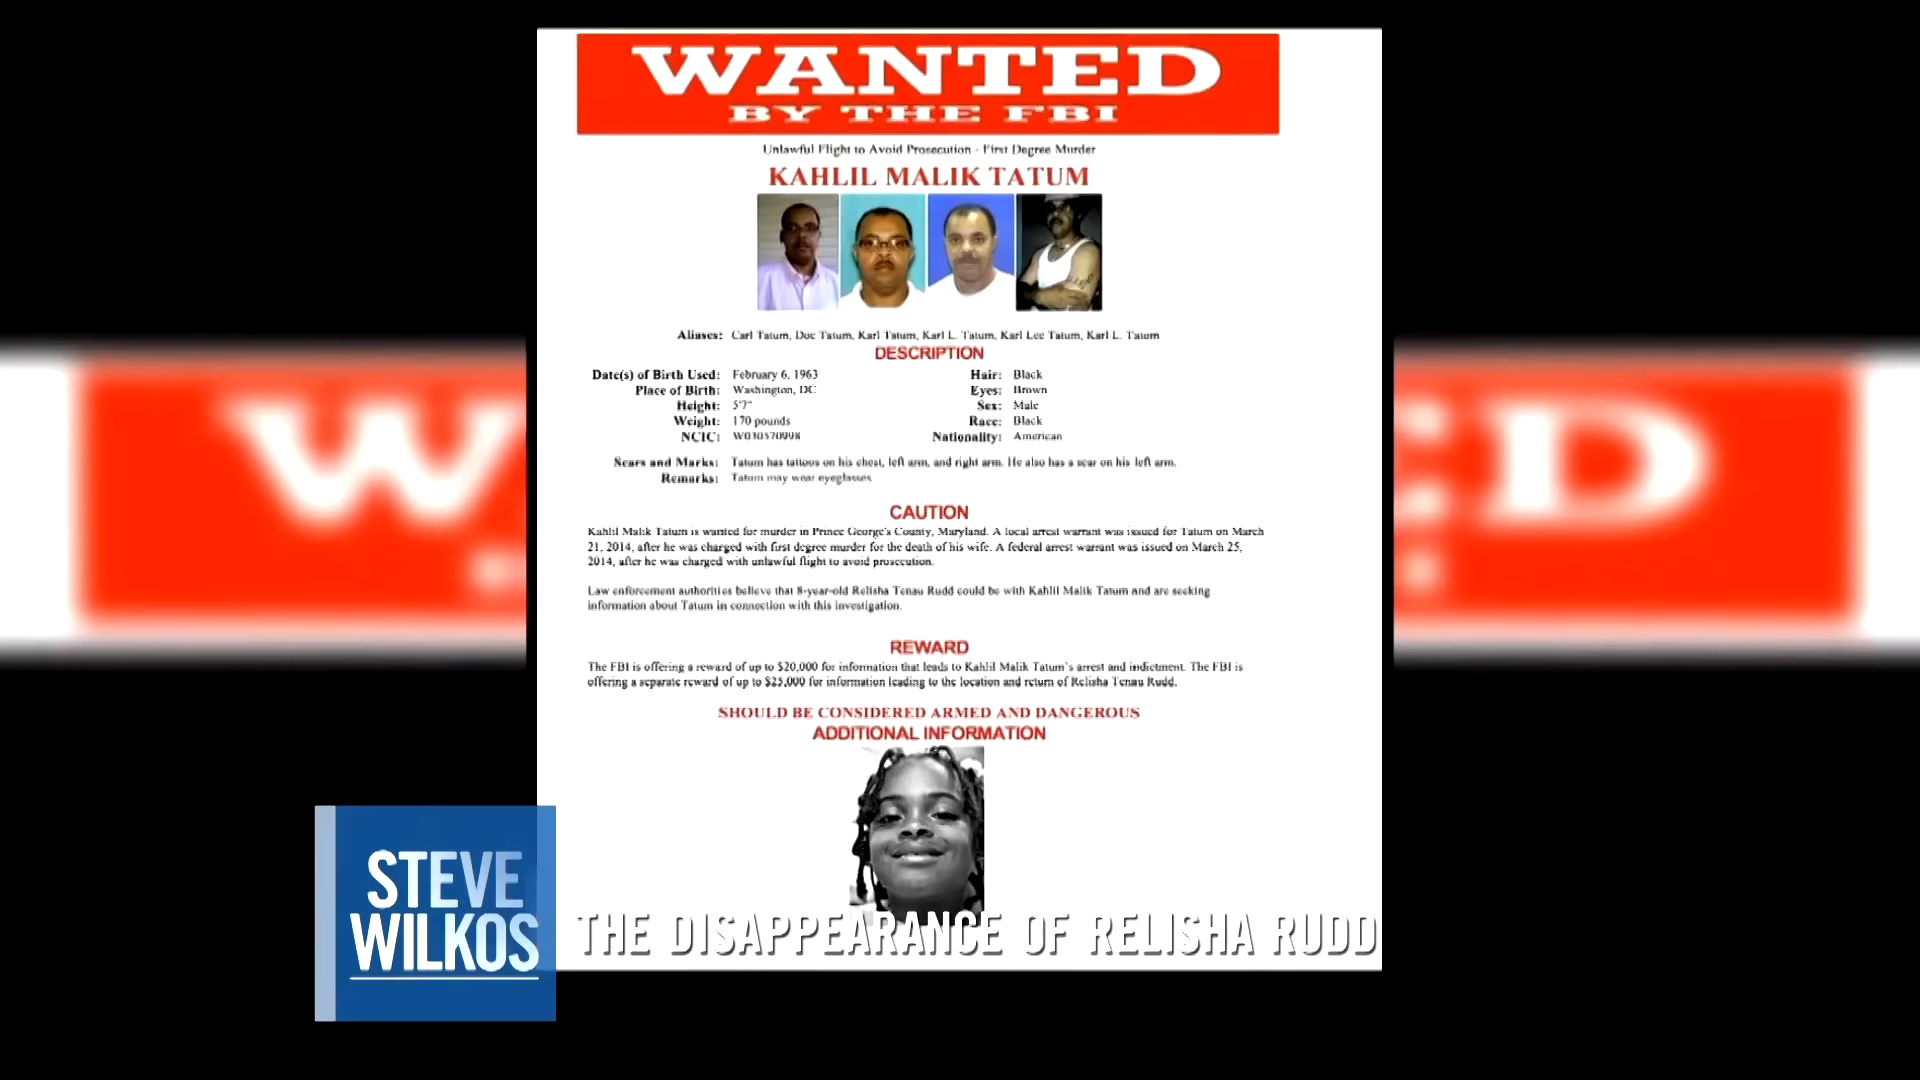 WANTED
BY THE FBI
Unlawful Flight to Avoid Prosecution - First Degree Murder
KAHLIL MALIK TATUM
Aliases: Carl Tatum, Doc Tatum, Karl Tatum, Karl L. Tatum, Karl Lee Tatum, Karl L. Tatom
DESCRIPTION
Date(s) of Birth Used: February 6, 1963 Hair: Black
Place of Birth: Washington, DC Eyes: Brown
Height: 5'7" Sex: Male
Weight: 170 pounds Race: Black
NCIC: W030570998 Nationality: American
Scars and Marks: Tatum has tattoos on his chest, left arm, and right arm. He also has a scar on his left arm.
Remarks: Tatum may wear eyeglasses
CAUTION
Kahlil Malik Tatum is wanted for murder in Prince George's County, Maryland. A local arrest warrant was issued for Tatum on March
21, 2014, after he was charged with first degree murder for the death of his wife. A federal arrest warrant was issued on March 25,
2014, after he was charged with unlawful flight to avoid prosecution.
Law enforcement authorities believe that 8-year-old Relisha Tenau Rudd could be with Kahlil Malik Tatum and are seeking
information about Tatum in connection with this investigation.
REWARD
The FBI is offering a reward of up to $20,000 for information that leads to Kahlil Malik Tatum's arrest and indictment. The FBI is
offering a separate reward of up to $25,000 for information leading to the location and return of Relisha Tenau Rudd.
SHOULD BE CONSIDERED ARMED AND DANGEROUS
ADDITIONAL INFORMATION
STEVE
WILKOS
THE DISAPPEARANCE OF RELISHA RUDD
W
ED